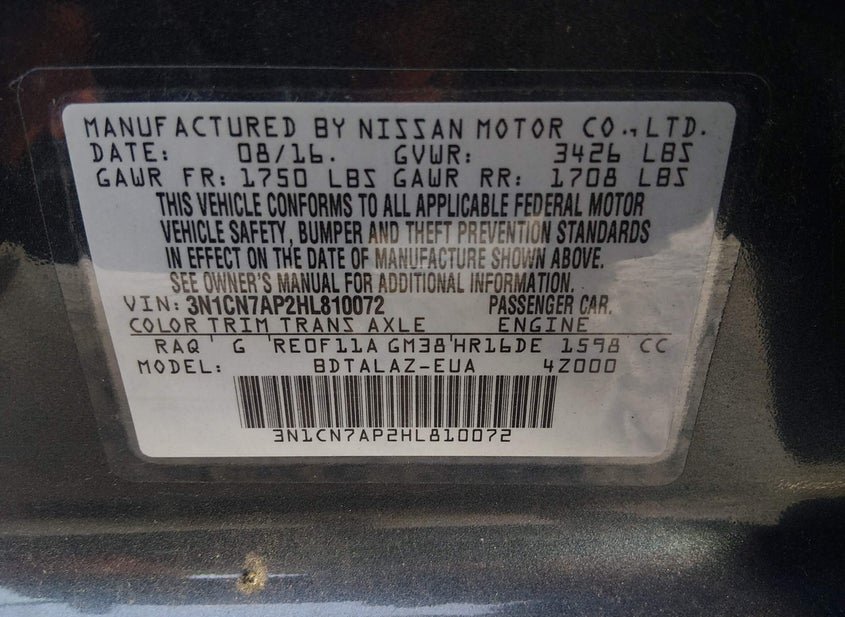 MANUFACTURED BY NISSAN MOTOR CO., LTD.
DATE: 08/16. GVWR: 3426 LBS
GAWR FR: 1750 LBS GAWR RR: 1708 LBS
THIS VEHICLE CONFORMS TO ALL APPLICABLE FEDERAL MOTOR
VEHICLE SAFETY, BUMPER AND THEFT PREVENTION STANDARDS
IN EFFECT ON THE DATE OF MANUFACTURE SHOWN ABOVE.
SEE OWNER'S MANUAL FOR ADDITIONAL INFORMATION.
VIN: 3N1CN7AP2HL810072 PASSENGER CAR.
COLOR TRIM TRANS AXLE ENGINE
RAQ' G 'RE0F11A GM38'HR16DE 1598 CC
MODEL: BDTALAZ-EUA 4Z000
3N1CN7AP2HL810072